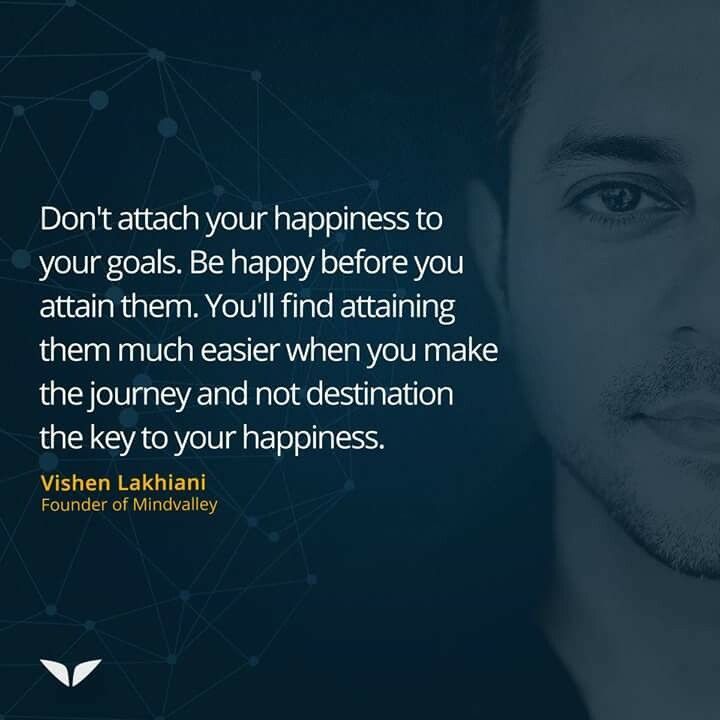 Don't attach your happiness to
your goals. Be happy before you
attain them. You'll find attaining
them much easier when you make
the journey and not destination
the key to your happiness.
Vishen Lakhiani
Founder of Mindvalley